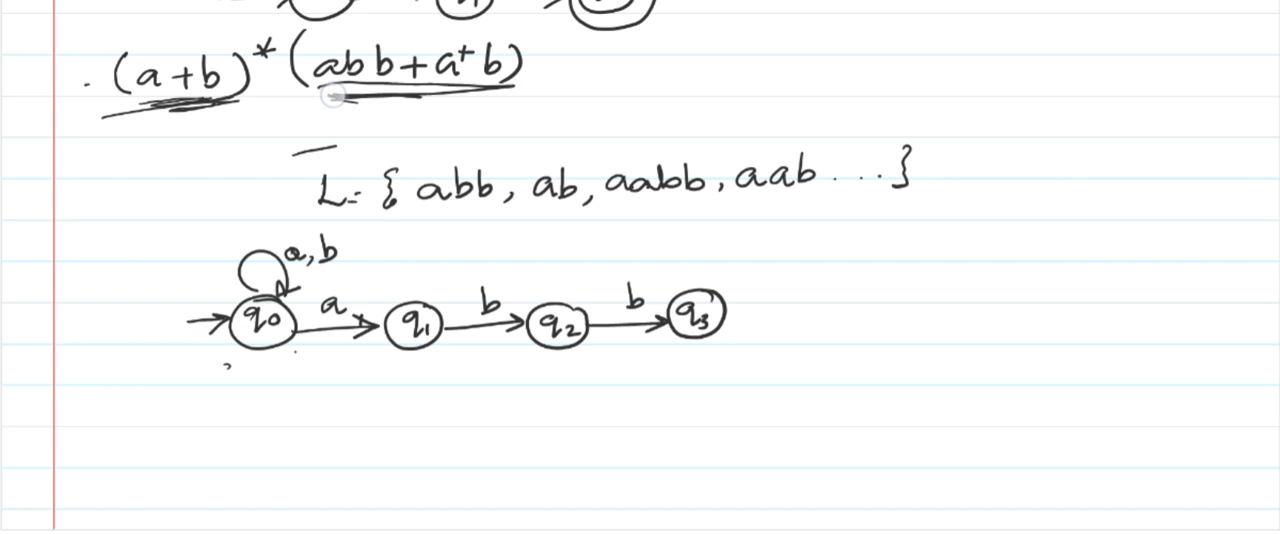 . (a+b)* (abb+a⁺b)
L= { abb, ab, aabb, aab ... }
a, b
q0 a q1 b q2 b q3